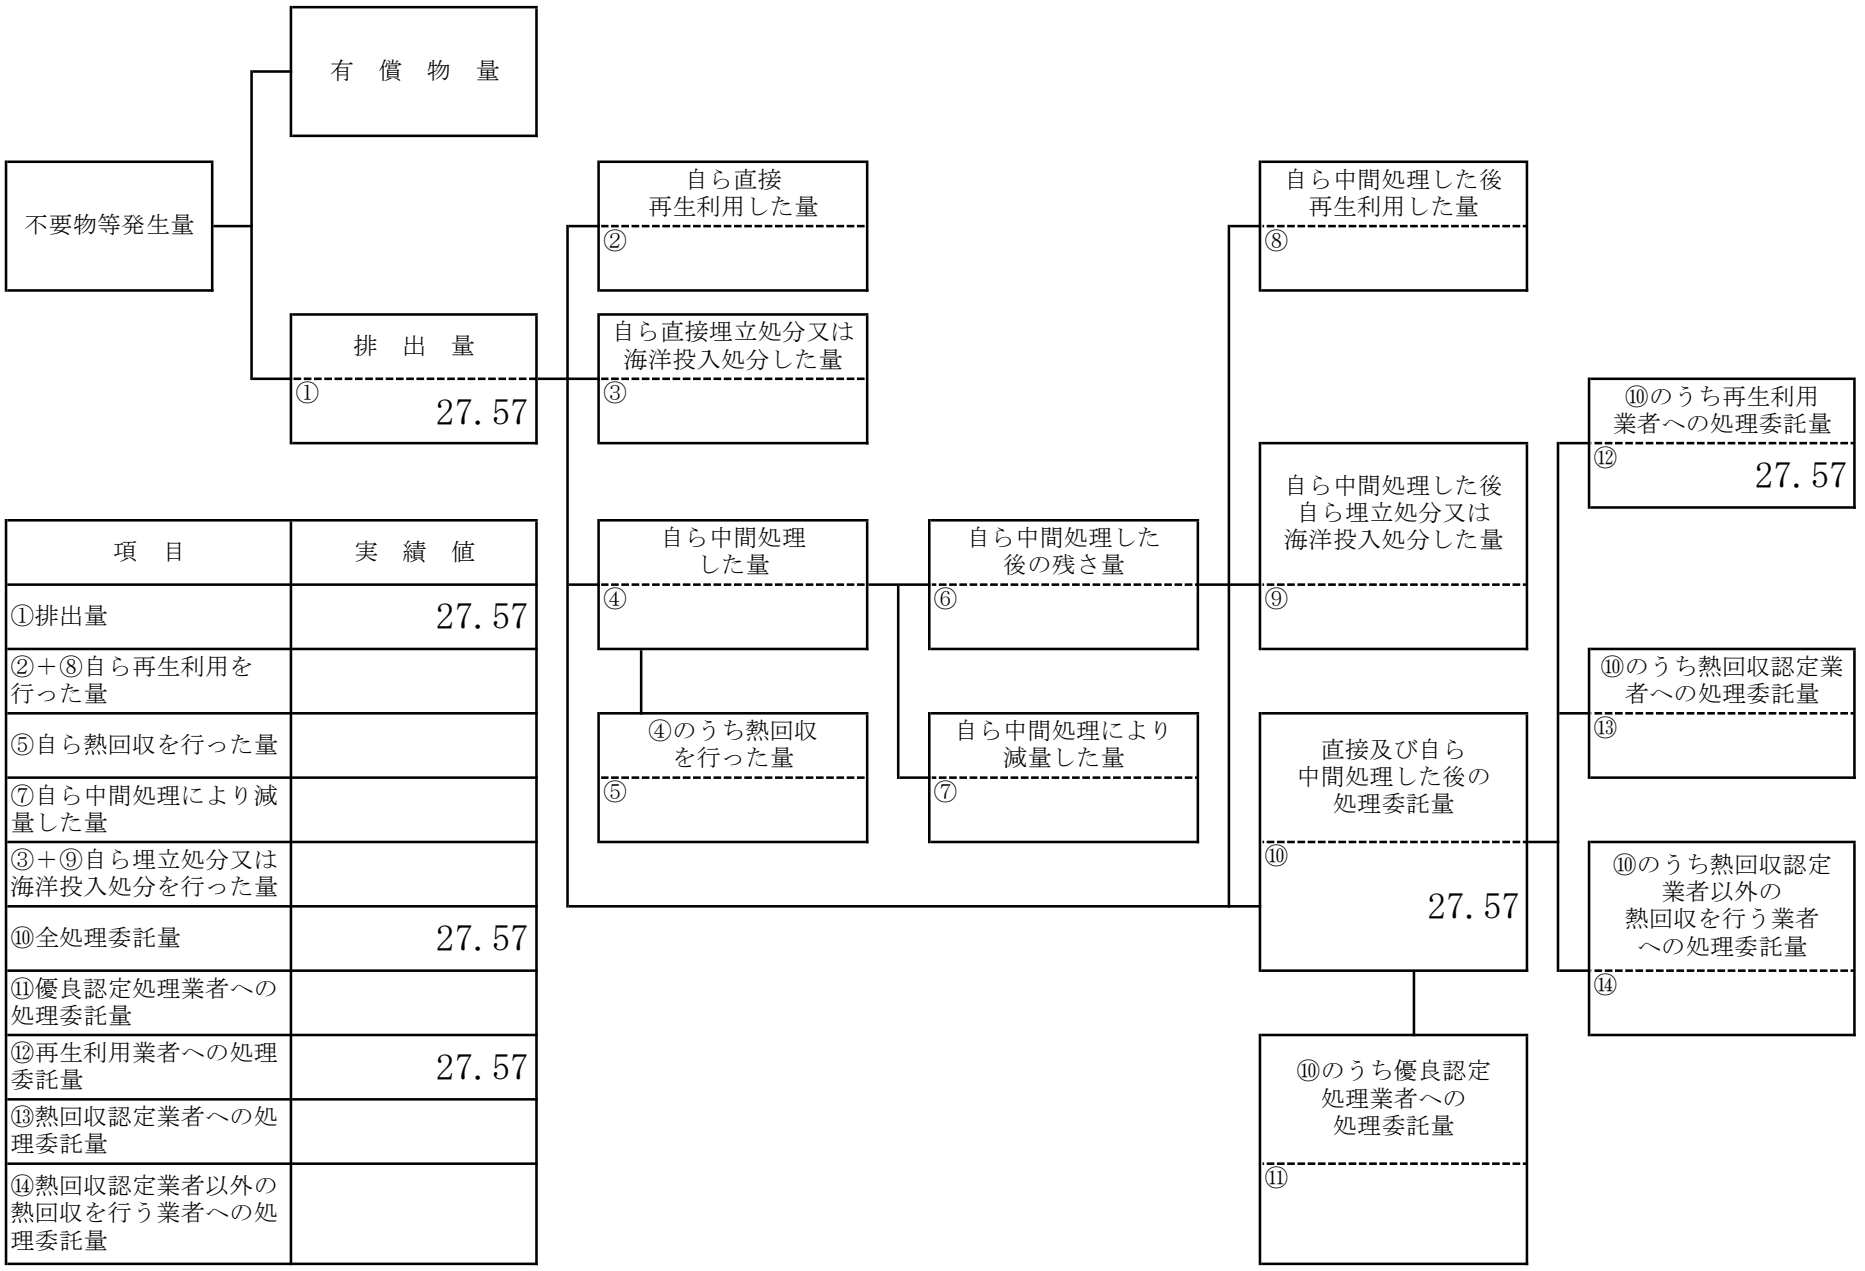 有 償 物 量
不要物等発生量
排 出 量
①
27.57
自ら直接
再生利用した量
②
自ら直接埋立処分又は
海洋投入処分した量
③
自ら中間処理
した量
④
④のうち熱回収
を行った量
⑤
自ら中間処理した
後の残さ量
⑥
自ら中間処理により
減量した量
⑦
自ら中間処理した後
再生利用した量
⑧
自ら中間処理した後
自ら埋立処分又は
海洋投入処分した量
⑨
直接及び自ら
中間処理した後の
処理委託量
⑩
27.57
⑩のうち優良認定
処理業者への
処理委託量
⑪
⑩のうち再生利用
業者への処理委託量
⑫
27.57
⑩のうち熱回収認定業
者への処理委託量
⑬
⑩のうち熱回収認定
業者以外の
熱回収を行う業者
への処理委託量
⑭
項 目 実 績 値
①排出量 27.57
②＋⑧自ら再生利用を
行った量
⑤自ら熱回収を行った量
⑦自ら中間処理により減
量した量
③＋⑨自ら埋立処分又は
海洋投入処分を行った量
⑩全処理委託量 27.57
⑪優良認定処理業者への
処理委託量
⑫再生利用業者への処理
委託量 27.57
⑬熱回収認定業者への処
理委託量
⑭熱回収認定業者以外の
熱回収を行う業者への処
理委託量